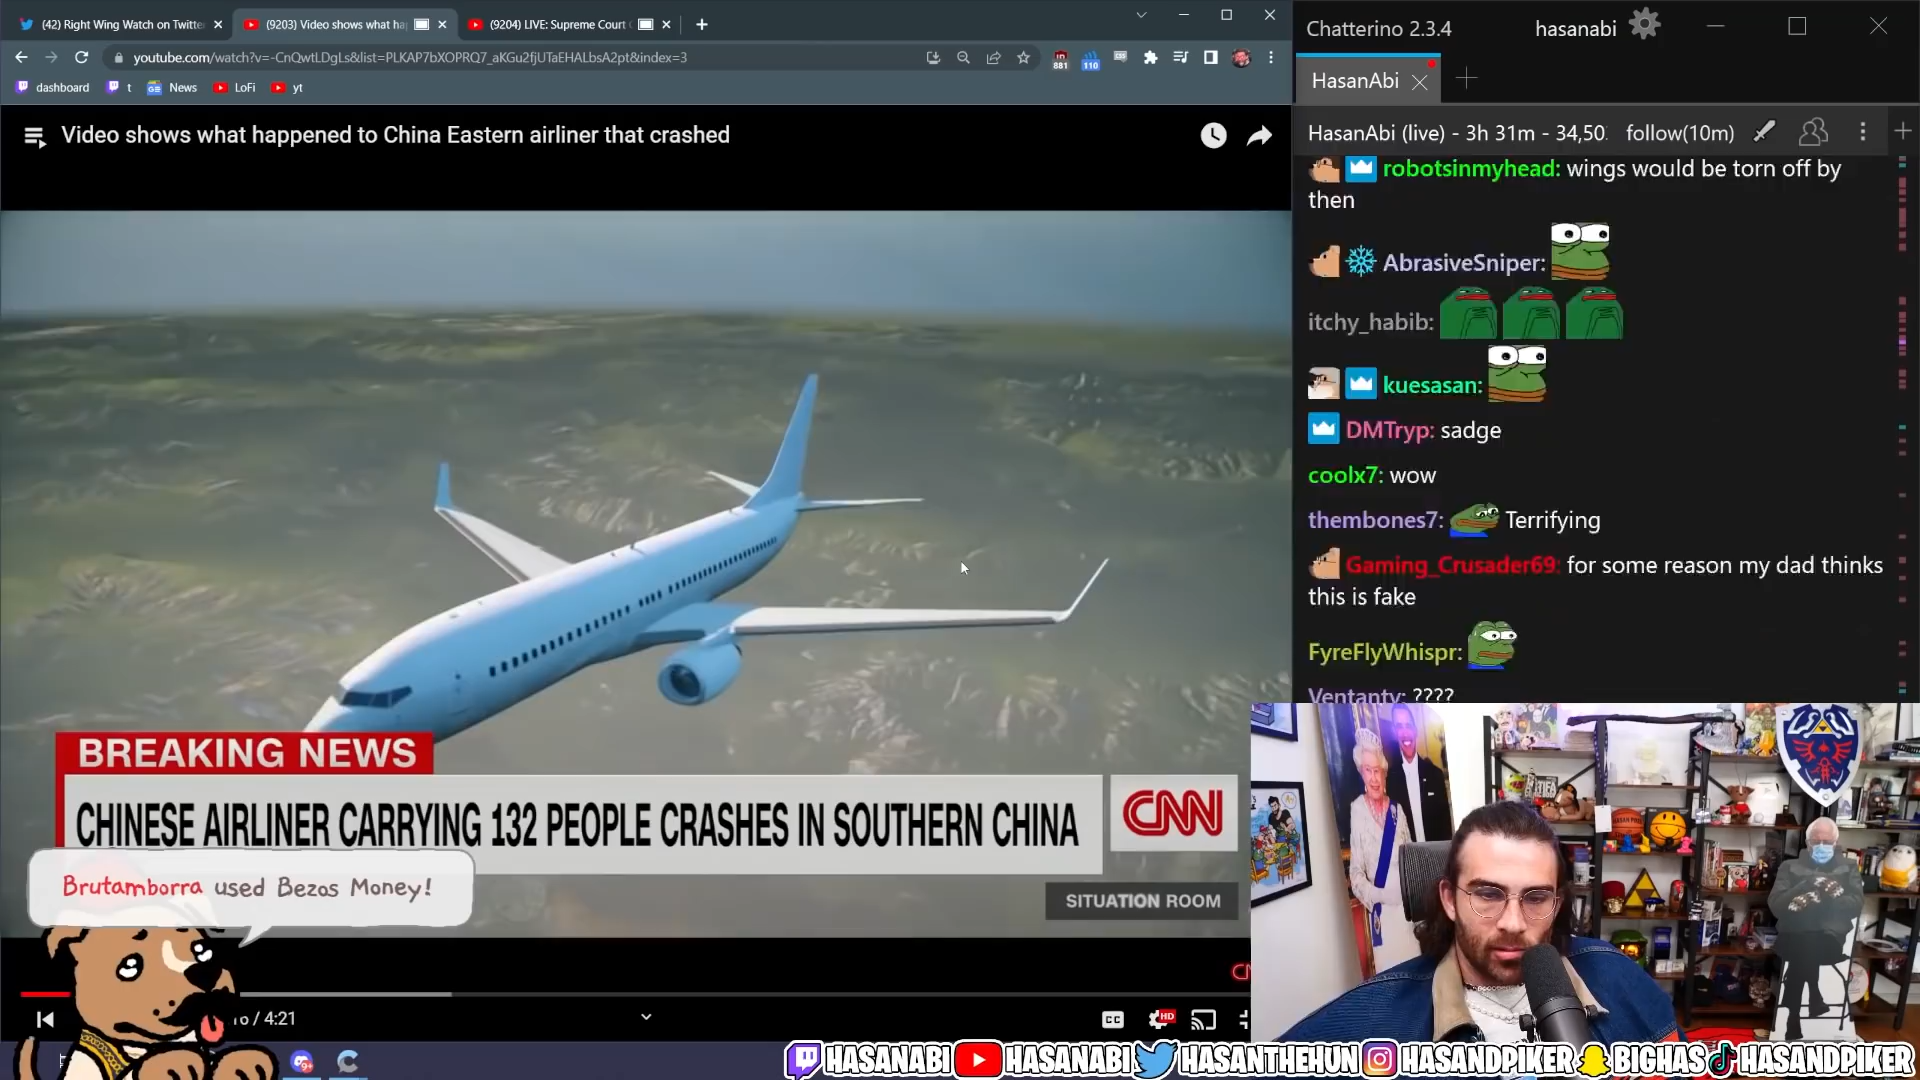 (42) Right Wing Watch on Twitte
(9203) Video shows what ha
(9204) LIVE: Supreme Court
youtube.com/watch?v=-CnQwtLDgLs&list=PLKAP7bXOPRQ7_aKGu2fjUTaEHALbsA2pt&index=3
881
110
dashboard
t
News
LoFi
yt
Video shows what happened to China Eastern airliner that crashed
BREAKING NEWS
CHINESE AIRLINER CARRYING 132 PEOPLE CRASHES IN SOUTHERN CHINA
CNN
SITUATION ROOM
Brutamborra used Bezos Money!
16 / 4:21
CC
HD
Chatterino 2.3.4
hasanabi
HasanAbi
HasanAbi (live) - 3h 31m - 34,50
follow(10m)
robotsinmyhead: wings would be torn off by
then
AbrasiveSniper:
itchy_habib:
kuesasan:
DMTryp: sadge
coolx7: wow
thembones7: Terrifying
Gaming_Crusader69: for some reason my dad thinks
this is fake
FyreFlyWhispr:
Ventanty: ????
HASANABI HASANABI HASANTHEHUN HASANDPIKER BIGHAS HASANDPIKER